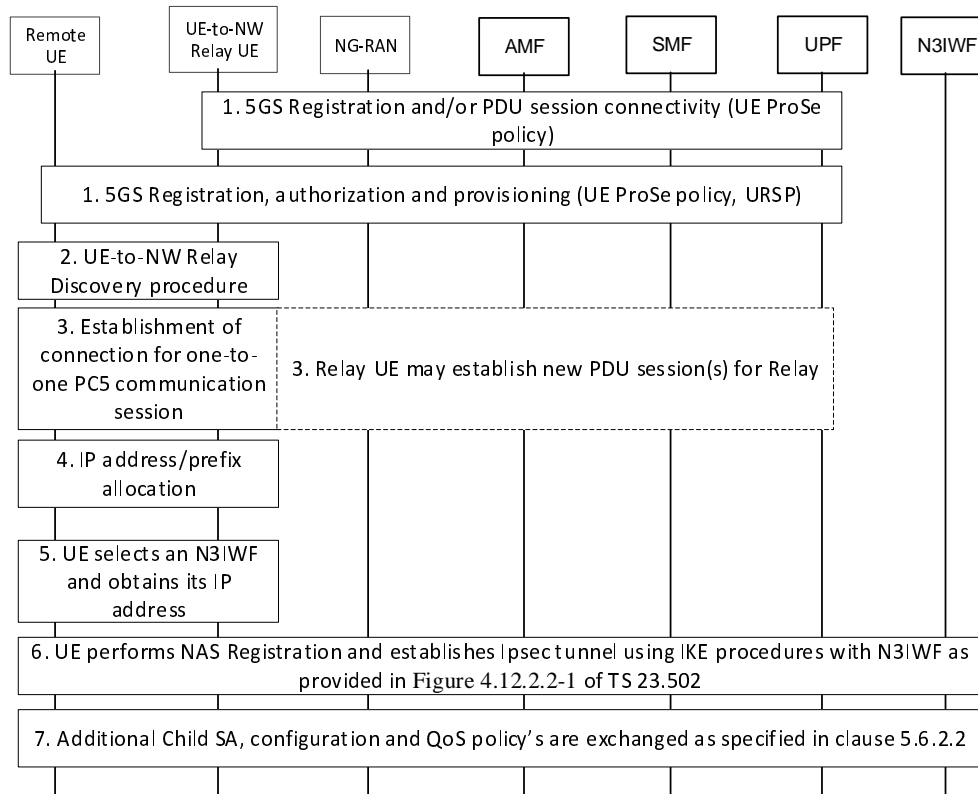 Remote
UE
UE-to-NW
Relay UE
NG-RAN
AMF
SMF
UPF
N3IWF
1. 5GS Registration and/or PDU session connectivity (UE ProSe
policy)
1. 5GS Registration, authorization and provisioning (UE ProSe policy, URSP)
2. UE-to-NW Relay
Discovery procedure
3. Establishment of
connection for one-to-
one PC5 communication
session
3. Relay UE may establish new PDU session(s) for Relay
4. IP address/prefix
allocation
5. UE selects an N3IWF
and obtains its IP
address
6. UE performs NAS Registration and establishes Ipsec tunnel using IKE procedures with N3IWF as
provided in Figure 4.12.2.2-1 of TS 23.502
7. Additional Child SA, configuration and QoS policy's are exchanged as specified in clause 5.6.2.2